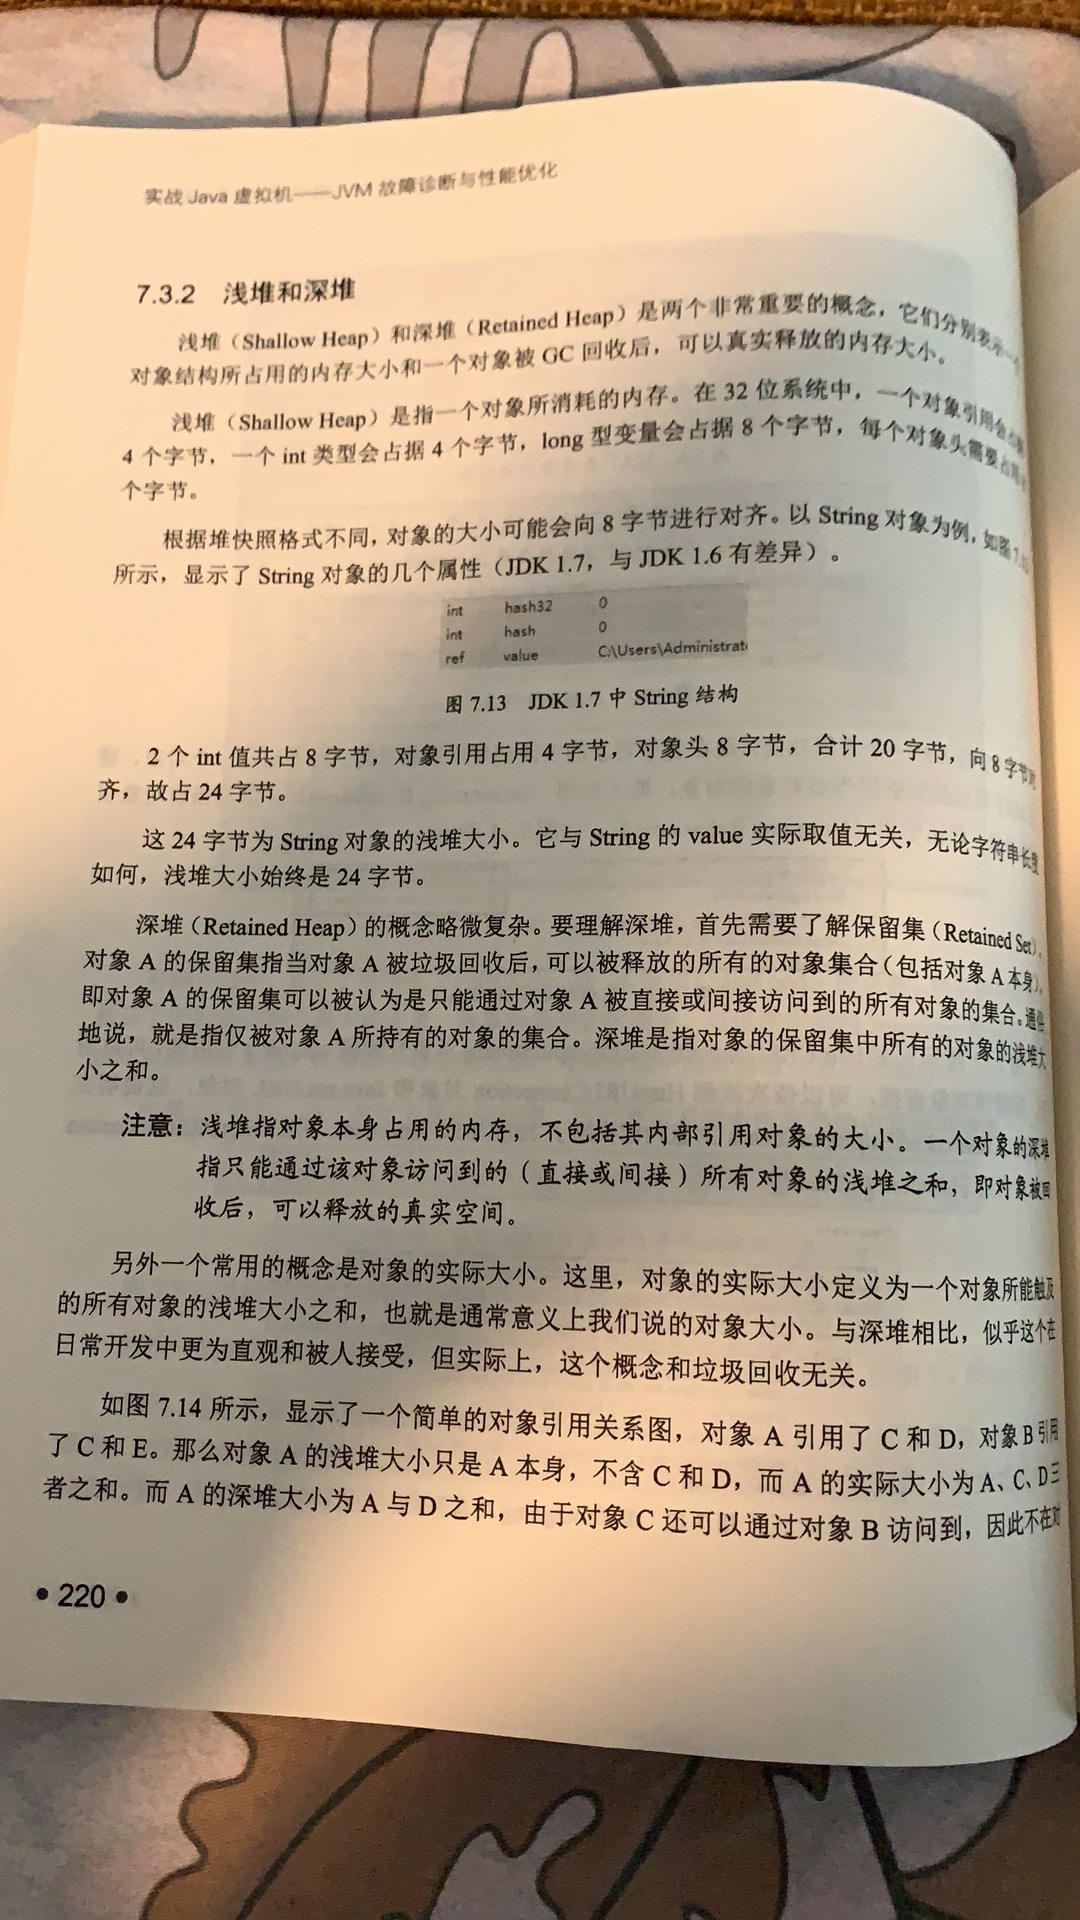 实战 Java 虚拟机——JVM 故障诊断与性能优化
7.3.2 浅堆和深堆
浅堆（Shallow Heap）和深堆（Retained Heap）是两个非常重要的概念，它们分别表示一
对象结构所占用的内存大小和一个对象被 GC 回收后，可以真实释放的内存大小。
浅堆（Shallow Heap）是指一个对象所消耗的内存。在 32 位系统中，一个对象引用会
4 个字节，一个 int 类型会占据 4 个字节，long 型变量会占据 8 个字节，每个对象头需要占用
个字节。
根据堆快照格式不同，对象的大小可能会向 8 字节进行对齐。以 String 对象为例，如图
所示，显示了 String 对象的几个属性（JDK 1.7，与 JDK 1.6 有差异）。
int hash32 0
int hash 0
ref value C:\Users\Administrat
图 7.13 JDK 1.7 中 String 结构
2 个 int 值共占 8 字节，对象引用占用 4 字节，对象头 8 字节，合计 20 字节，向 8 字节对
齐，故占 24 字节。
这 24 字节为 String 对象的浅堆大小。它与 String 的 value 实际取值无关，无论字符串长度
如何，浅堆大小始终是 24 字节。
深堆（Retained Heap）的概念略微复杂。要理解深堆，首先需要了解保留集（Retained Set）。
对象 A 的保留集指当对象 A 被垃圾回收后，可以被释放的所有的对象集合（包括对象 A 本身），
即对象 A 的保留集可以被认为是只能通过对象 A 被直接或间接访问到的所有对象的集合。通俗
地说，就是指仅被对象 A 所持有的对象的集合。深堆是指对象的保留集中所有的对象的浅堆大
小之和。
注意：浅堆指对象本身占用的内存，不包括其内部引用对象的大小。一个对象的深堆
指只能通过该对象访问到的（直接或间接）所有对象的浅堆之和，即对象被回
收后，可以释放的真实空间。
另外一个常用的概念是对象的实际大小。这里，对象的实际大小定义为一个对象所能触及
的所有对象的浅堆大小之和，也就是通常意义上我们说的对象大小。与深堆相比，似乎这个在
日常开发中更为直观和被人接受，但实际上，这个概念和垃圾回收无关。
如图 7.14 所示，显示了一个简单的对象引用关系图，对象 A 引用了 C 和 D，对象 B 引用
了 C 和 E。那么对象 A 的浅堆大小只是 A 本身，不含 C 和 D，而 A 的实际大小为 A、C、D 三
者之和。而 A 的深堆大小为 A 与 D 之和，由于对象 C 还可以通过对象 B 访问到，因此不在对
• 220 •